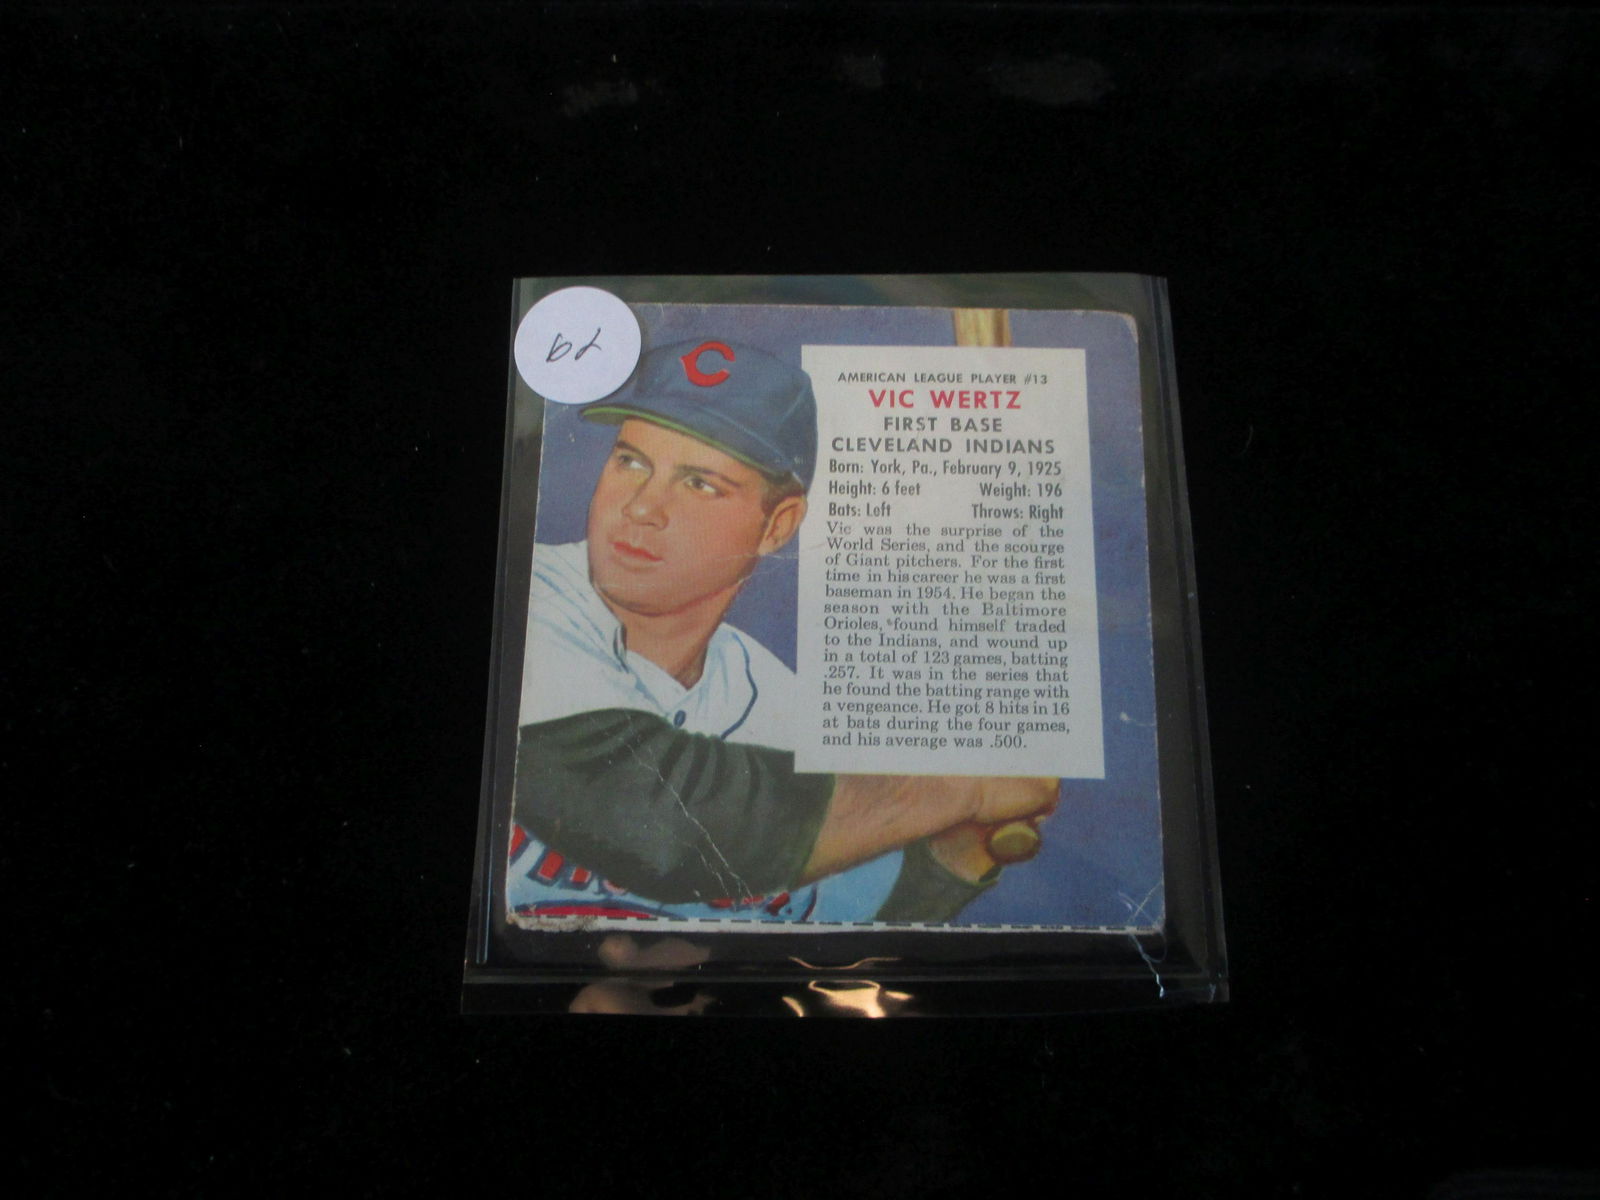 C
AMERICAN LEAGUE PLAYER #13
VIC WERTZ
FIRST BASE
CLEVELAND INDIANS
Born: York, Pa., February 9, 1925
Height: 6 feet Weight: 196
Bats: Left Throws: Right
Vic was the surprise of the
World Series, and the scourge
of Giant pitchers. For the first
time in his career he was a first
baseman in 1954. He began the
season with the Baltimore
Orioles, found himself traded
to the Indians, and wound up
in a total of 123 games, batting
.257. It was in the series that
he found the batting range with
a vengeance. He got 8 hits in 16
at bats during the four games,
and his average was .500.